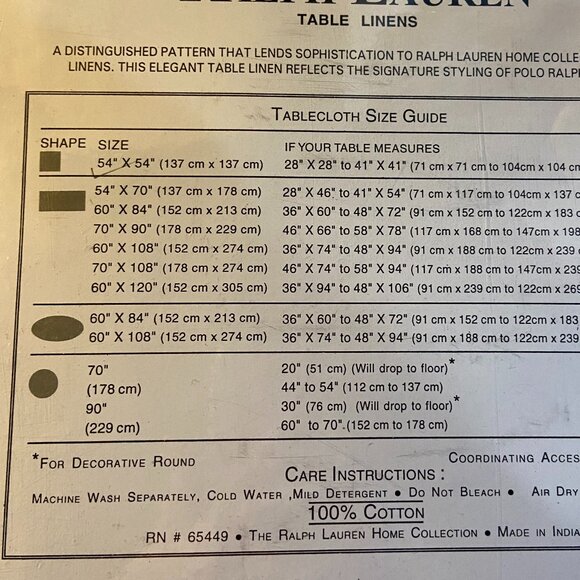 RALPH LAUREN
TABLE LINENS
A DISTINGUISHED PATTERN THAT LENDS SOPHISTICATION TO RALPH LAUREN HOME COLLE
LINENS. THIS ELEGANT TABLE LINEN REFLECTS THE SIGNATURE STYLING OF POLO RALP
TABLECLOTH SIZE GUIDE
SHAPE SIZE IF YOUR TABLE MEASURES
54" X 54" (137 cm x 137 cm) 28" X 28" to 41" X 41" (71 cm x 71 cm to 104cm x 104 cm
54" X 70" (137 cm x 178 cm) 28" X 46" to 41" X 54" (71 cm x 117 cm to 104cm x 137 c
60" X 84" (152 cm x 213 cm) 36" X 60" to 48" X 72" (91 cm x 152 cm to 122cm x 183 c
70" X 90" (178 cm x 229 cm) 46" X 66" to 58" X 78" (117 cm x 168 cm to 147cm x 198
60" X 108" (152 cm x 274 cm) 36" X 74" to 48" X 94" (91 cm x 188 cm to 122cm x 239 c
70" X 108" (178 cm x 274 cm) 46" X 74" to 58" X 94" (117 cm x 188 cm to 147cm x 239
60" X 120" (152 cm x 305 cm) 36" X 94" to 48" X 106" (91 cm x 239 cm to 122cm x 269
60" X 84" (152 cm x 213 cm) 36" X 60" to 48" X 72" (91 cm x 152 cm to 122cm x 183
60" X 108" (152 cm x 274 cm) 36" X 74" to 48" X 94" (91 cm x 188 cm to 122cm x 239
70" 20" (51 cm) (Will drop to floor)*
(178 cm) 44" to 54" (112 cm to 137 cm)
90" 30" (76 cm) (Will drop to floor)*
(229 cm) 60" to 70" (152 cm to 178 cm)
*FOR DECORATIVE ROUND COORDINATING ACCES
CARE INSTRUCTIONS :
MACHINE WASH SEPARATELY, COLD WATER ,MILD DETERGENT ● DO NOT BLEACH ● AIR DRY
100% COTTON
RN # 65449 ● THE RALPH LAUREN HOME COLLECTION ● MADE IN INDIA